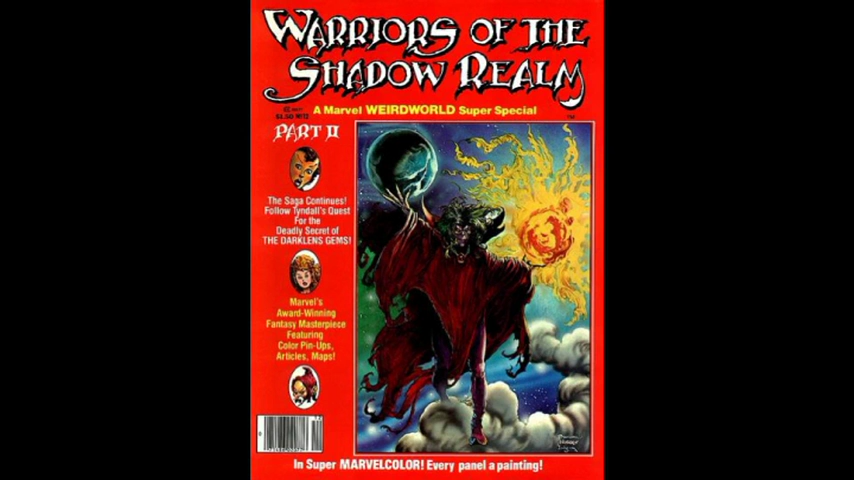 WARRIORS OF THE
SHADOW REALM
A Marvel WEIRDWORLD Super Special
PART II
The Saga Continues!
Follow Tyndall's Quest
For the
Deadly Secret of
THE DARKLENS GEMS!
Marvel's
Award-Winning
Fantasy Masterpiece
Featuring
Color Pin-Ups,
Articles, Maps!
In Super MARVELCOLOR! Every panel a painting!